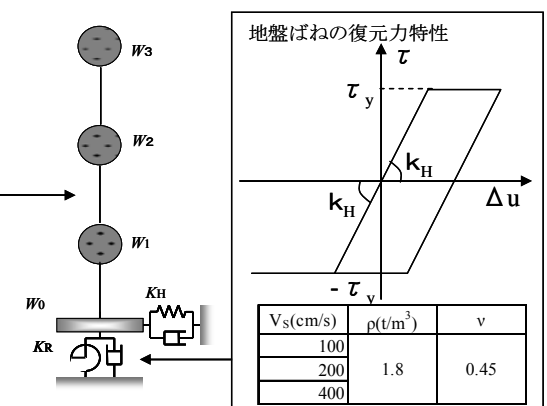 地盤ばねの復元力特性
τ
τy
kH
kH
Δu
-τy
W3
W2
W1
W0
KH
KR
VS(cm/s) ρ(t/m³) ν
100
200 1.8 0.45
400